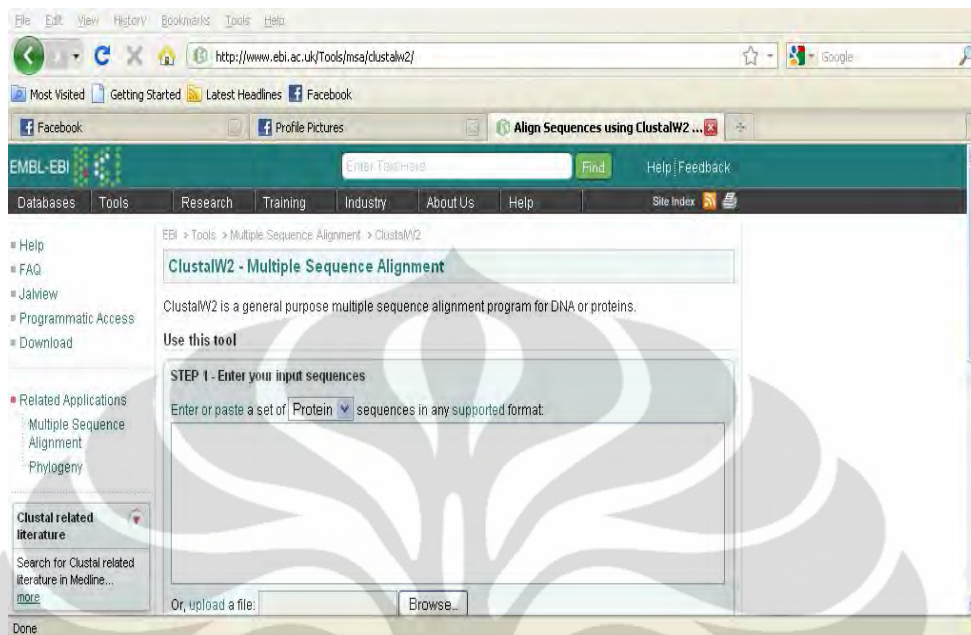 File Edit View History Bookmarks Tools Help
http://www.ebi.ac.uk/Tools/msa/clustalw2/
Google
Most Visited Getting Started Latest Headlines Facebook
Facebook Profile Pictures Align Sequences using ClustalW2 ...
EMBL-EBI Enter Text Here Find Help Feedback
Databases Tools Research Training Industry About Us Help Site Index
EBI > Tools > Multiple Sequence Alignment > ClustalW2
Help
FAQ
Jalview
Programmatic Access
Download
Related Applications
Multiple Sequence
Alignment
Phylogeny
Clustal related
literature
Search for Clustal related
literature in Medline...
more
ClustalW2 - Multiple Sequence Alignment
ClustalW2 is a general purpose multiple sequence alignment program for DNA or proteins.
Use this tool
STEP 1 - Enter your input sequences
Enter or paste a set of Protein sequences in any supported format:
Or, upload a file: Browse...
Done